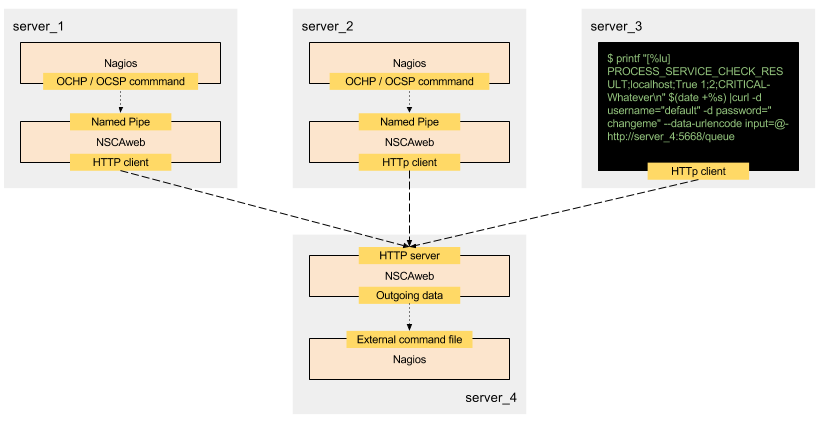 server_1
Nagios
OCHP / OCSP commmand
Named Pipe
NSCAweb
HTTP client
server_2
Nagios
OCHP / OCSP commmand
Named Pipe
NSCAweb
HTTp client
server_3
$ printf "[%lu]
PROCESS_SERVICE_CHECK_RES
ULT;localhost;True 1;2;CRITICAL-
Whatever\n" $(date +%s) |curl -d
username="default" -d password="
changeme" --data-urlencode input=@-
http://server_4:5668/queue
HTTp client
HTTP server
NSCAweb
Outgoing data
External command file
Nagios
server_4